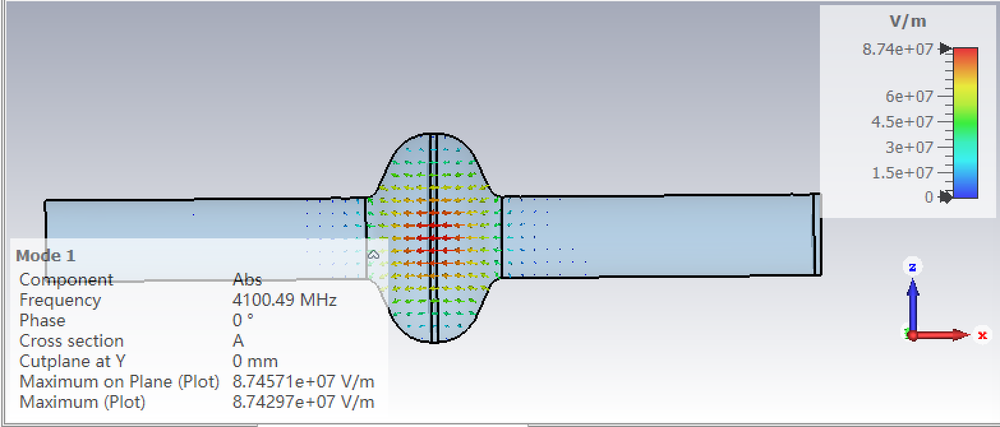 V/m
8.74e+07
6e+07
4.5e+07
3e+07
1.5e+07
0
Mode 1
Component Abs
Frequency 4100.49 MHz
Phase 0 °
Cross section A
Cutplane at Y 0 mm
Maximum on Plane (Plot) 8.74571e+07 V/m
Maximum (Plot) 8.74297e+07 V/m
z
x